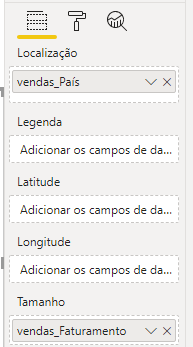 Localização
vendas_País
Legenda
Adicionar os campos de da...
Latitude
Adicionar os campos de da...
Longitude
Adicionar os campos de da...
Tamanho
vendas_Faturamento